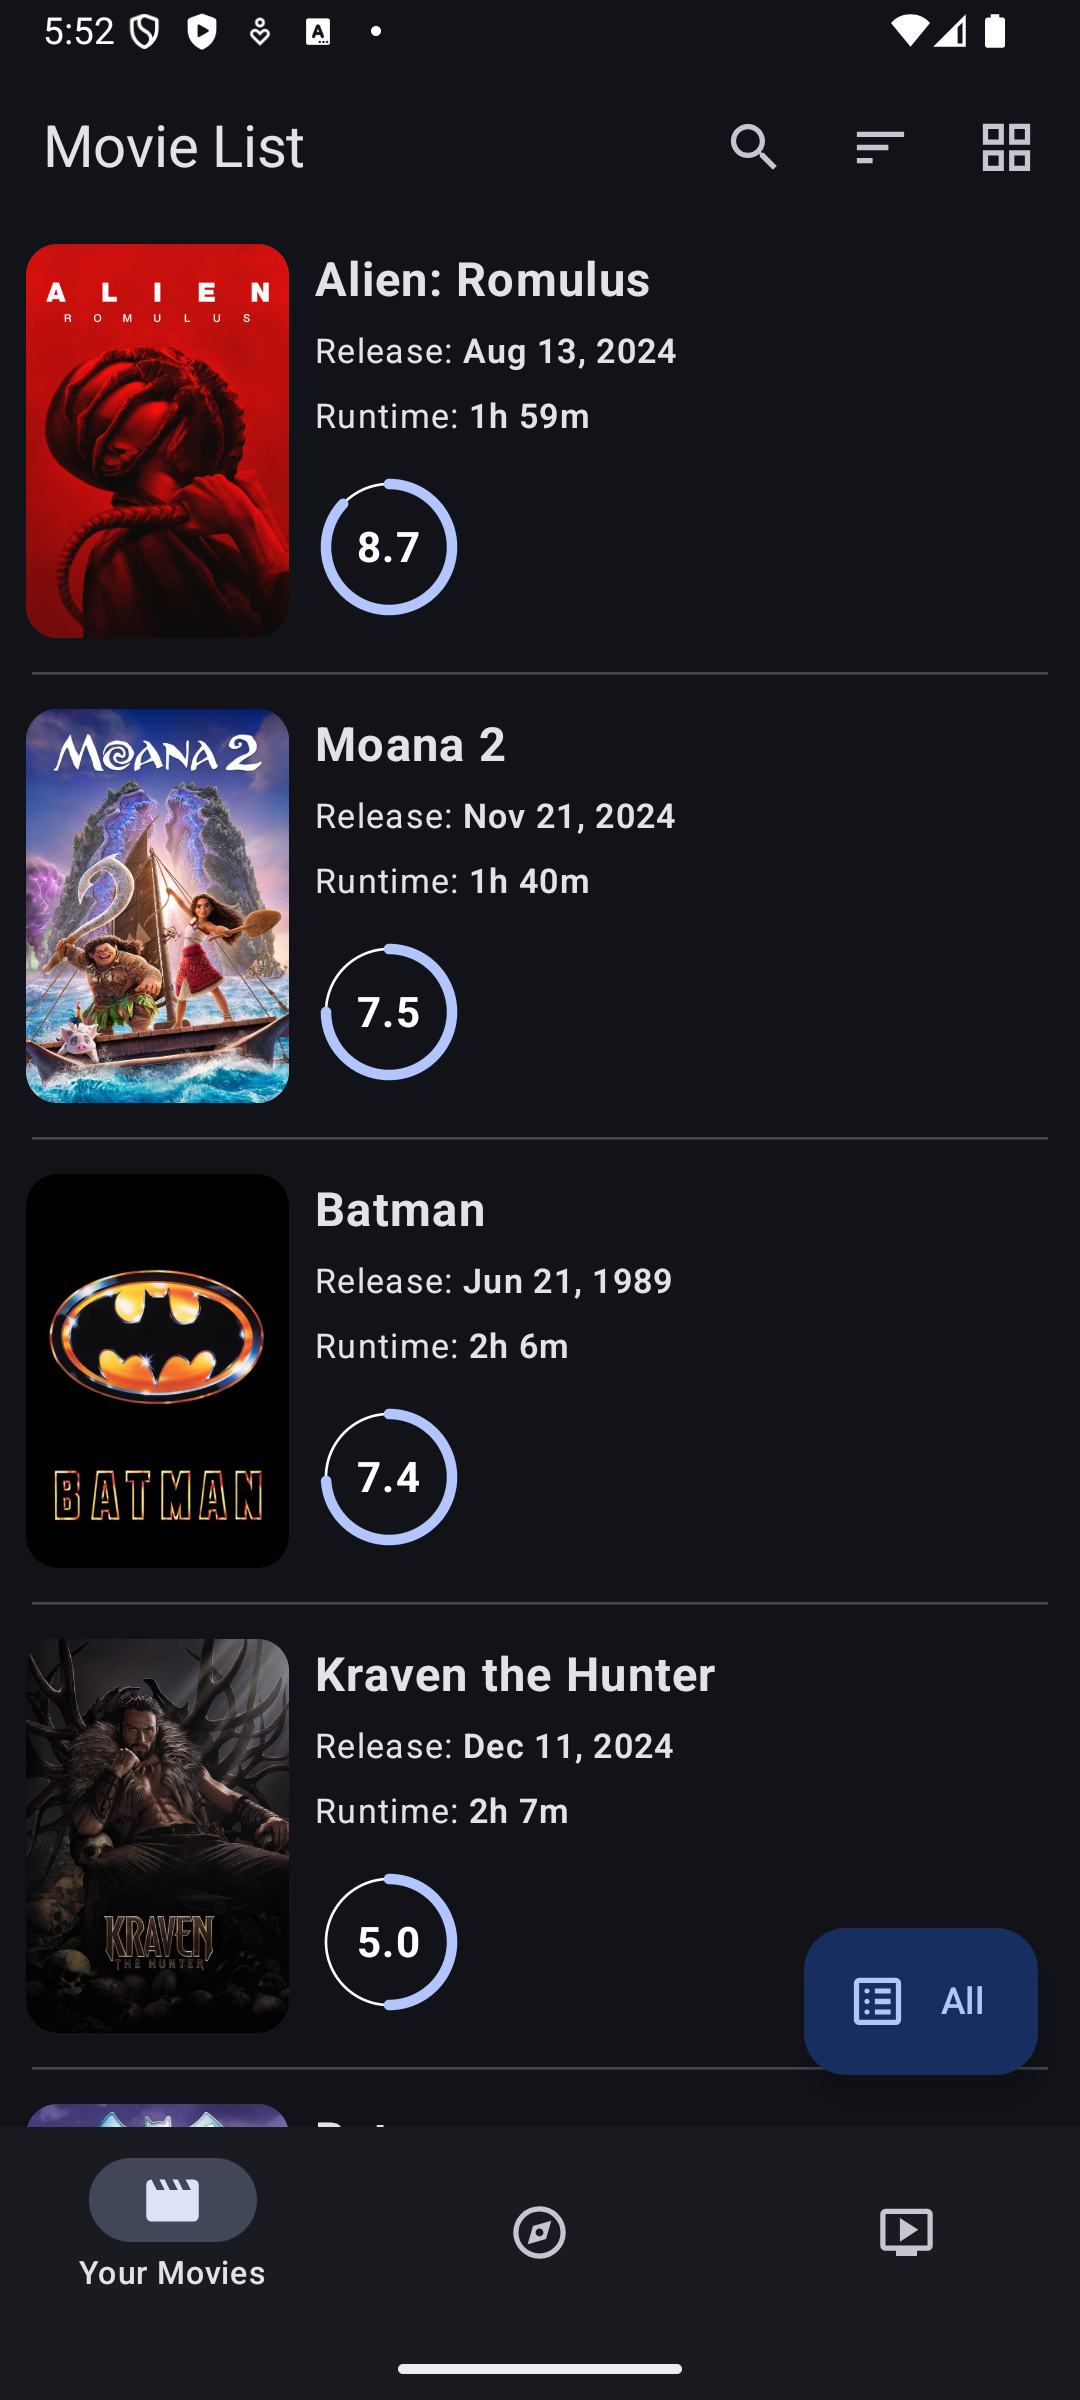 5:52
Movie List
ALIEN
ROMULUS
Alien: Romulus
Release: Aug 13, 2024
Runtime: 1h 59m
8.7
MOANA 2
Moana 2
Release: Nov 21, 2024
Runtime: 1h 40m
7.5
BATMAN
Batman
Release: Jun 21, 1989
Runtime: 2h 6m
7.4
KRAVEN
THE HUNTER
Kraven the Hunter
Release: Dec 11, 2024
Runtime: 2h 7m
5.0
All
Your Movies